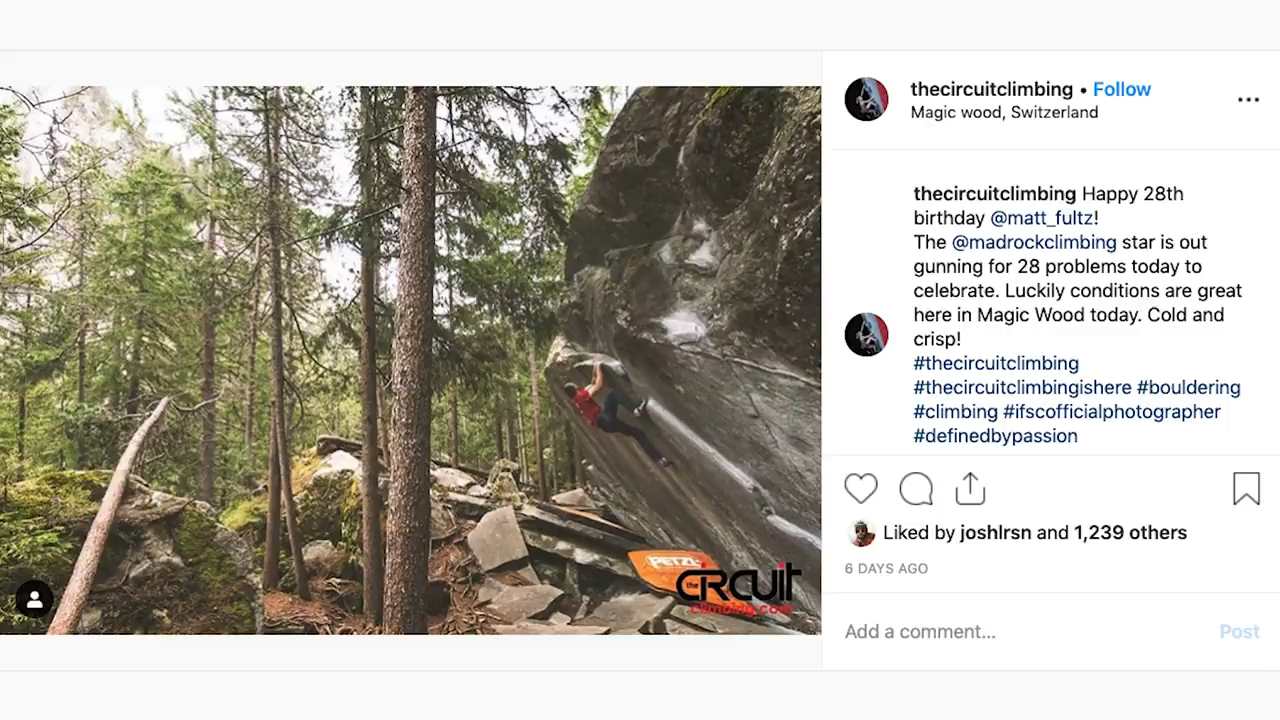 thecircuitclimbing • Follow
Magic wood, Switzerland
thecircuitclimbing Happy 28th
birthday @matt_fultz!
The @madrockclimbing star is out
gunning for 28 problems today to
celebrate. Luckily conditions are great
here in Magic Wood today. Cold and
crisp!
#thecircuitclimbing
#thecircuitclimbingishere #bouldering
#climbing #ifscofficialphotographer
#definedbypassion
Liked by joshlrsn and 1,239 others
6 DAYS AGO
Add a comment... Post
PETZL
the CIRCUIT
climbing.com